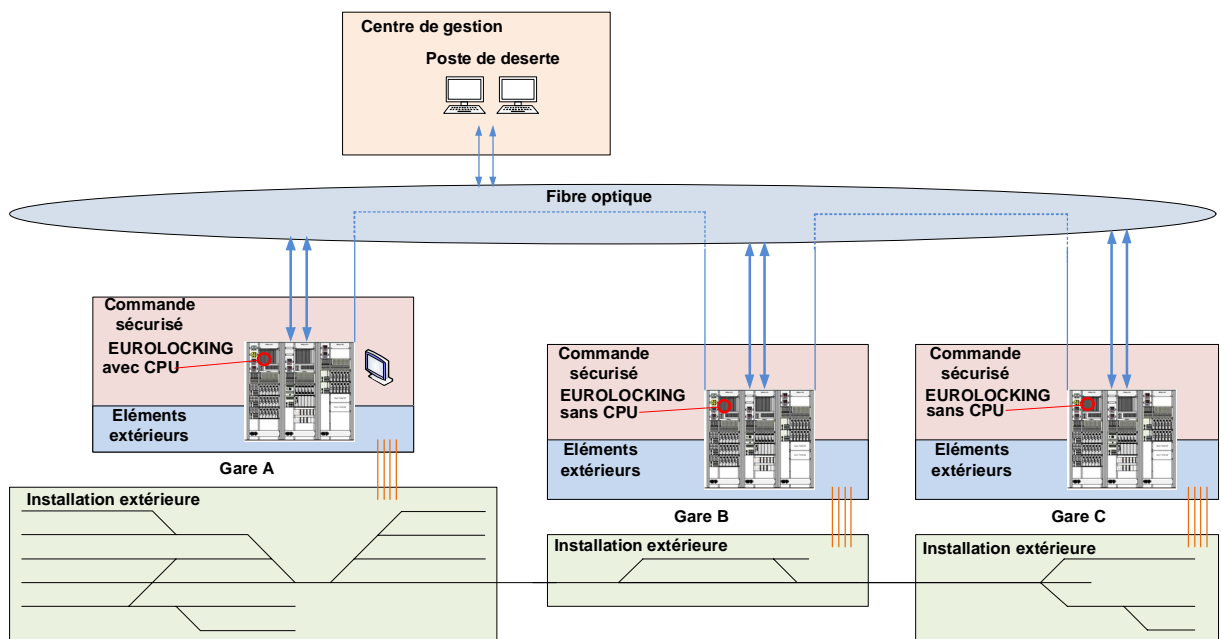 Centre de gestion
Poste de deserte
Fibre optique
Commande
sécurisé
EUROLOCKING
avec CPU
Eléments
extérieurs
Gare A
Installation extérieure
Commande
sécurisé
EUROLOCKING
sans CPU
Eléments
extérieurs
Gare B
Installation extérieure
Commande
sécurisé
EUROLOCKING
sans CPU
Eléments
extérieurs
Gare C
Installation extérieure